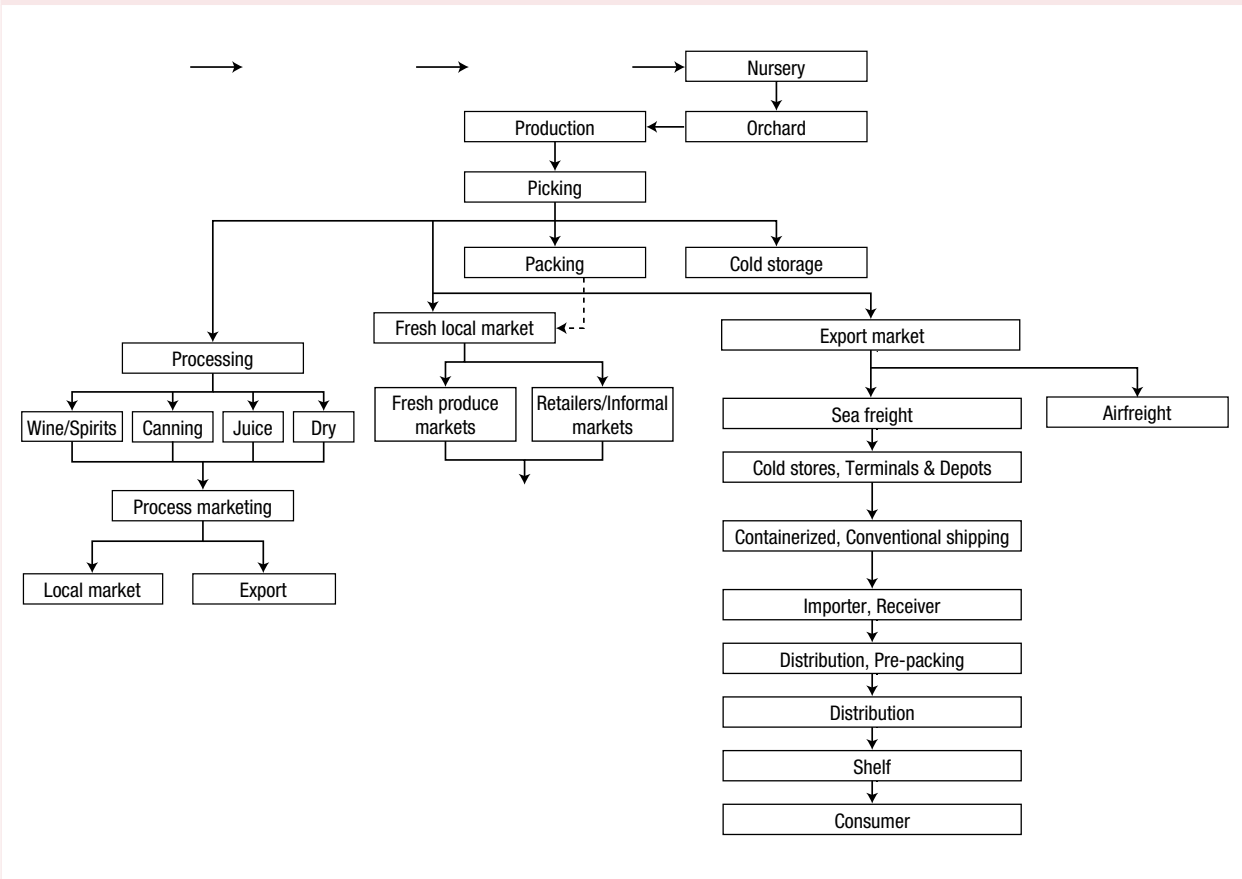 Nursery
Production
Orchard
Picking
Packing
Cold storage
Fresh local market
Export market
Processing
Fresh produce
markets
Retailers/Informal
markets
Sea freight
Airfreight
Wine/Spirits
Canning
Juice
Dry
Cold stores, Terminals & Depots
Process marketing
Containerized, Conventional shipping
Local market
Export
Importer, Receiver
Distribution, Pre-packing
Distribution
Shelf
Consumer